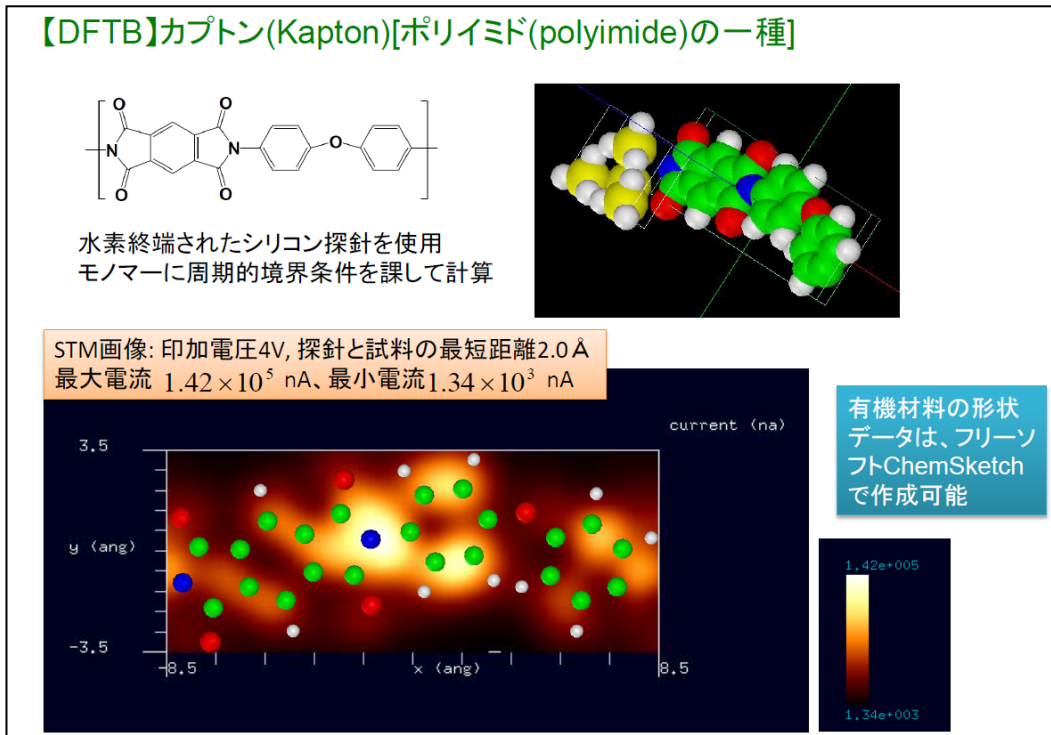 【DFTB】カプトン(Kapton)[ポリイミド(polyimide)の一種]
O
O
N
N
O
O
O
水素終端されたシリコン探針を使用
モノマーに周期的境界条件を課して計算
STM画像: 印加電圧4V, 探針と試料の最短距離2.0Å
最大電流 1.42×10⁵ nA、最小電流1.34×10³ nA
current (na)
3.5
y (ang)
-3.5
-8.5
x (ang)
8.5
有機材料の形状
データは、フリーソ
フトChemSketch
で作成可能
1.42e+005
1.34e+003